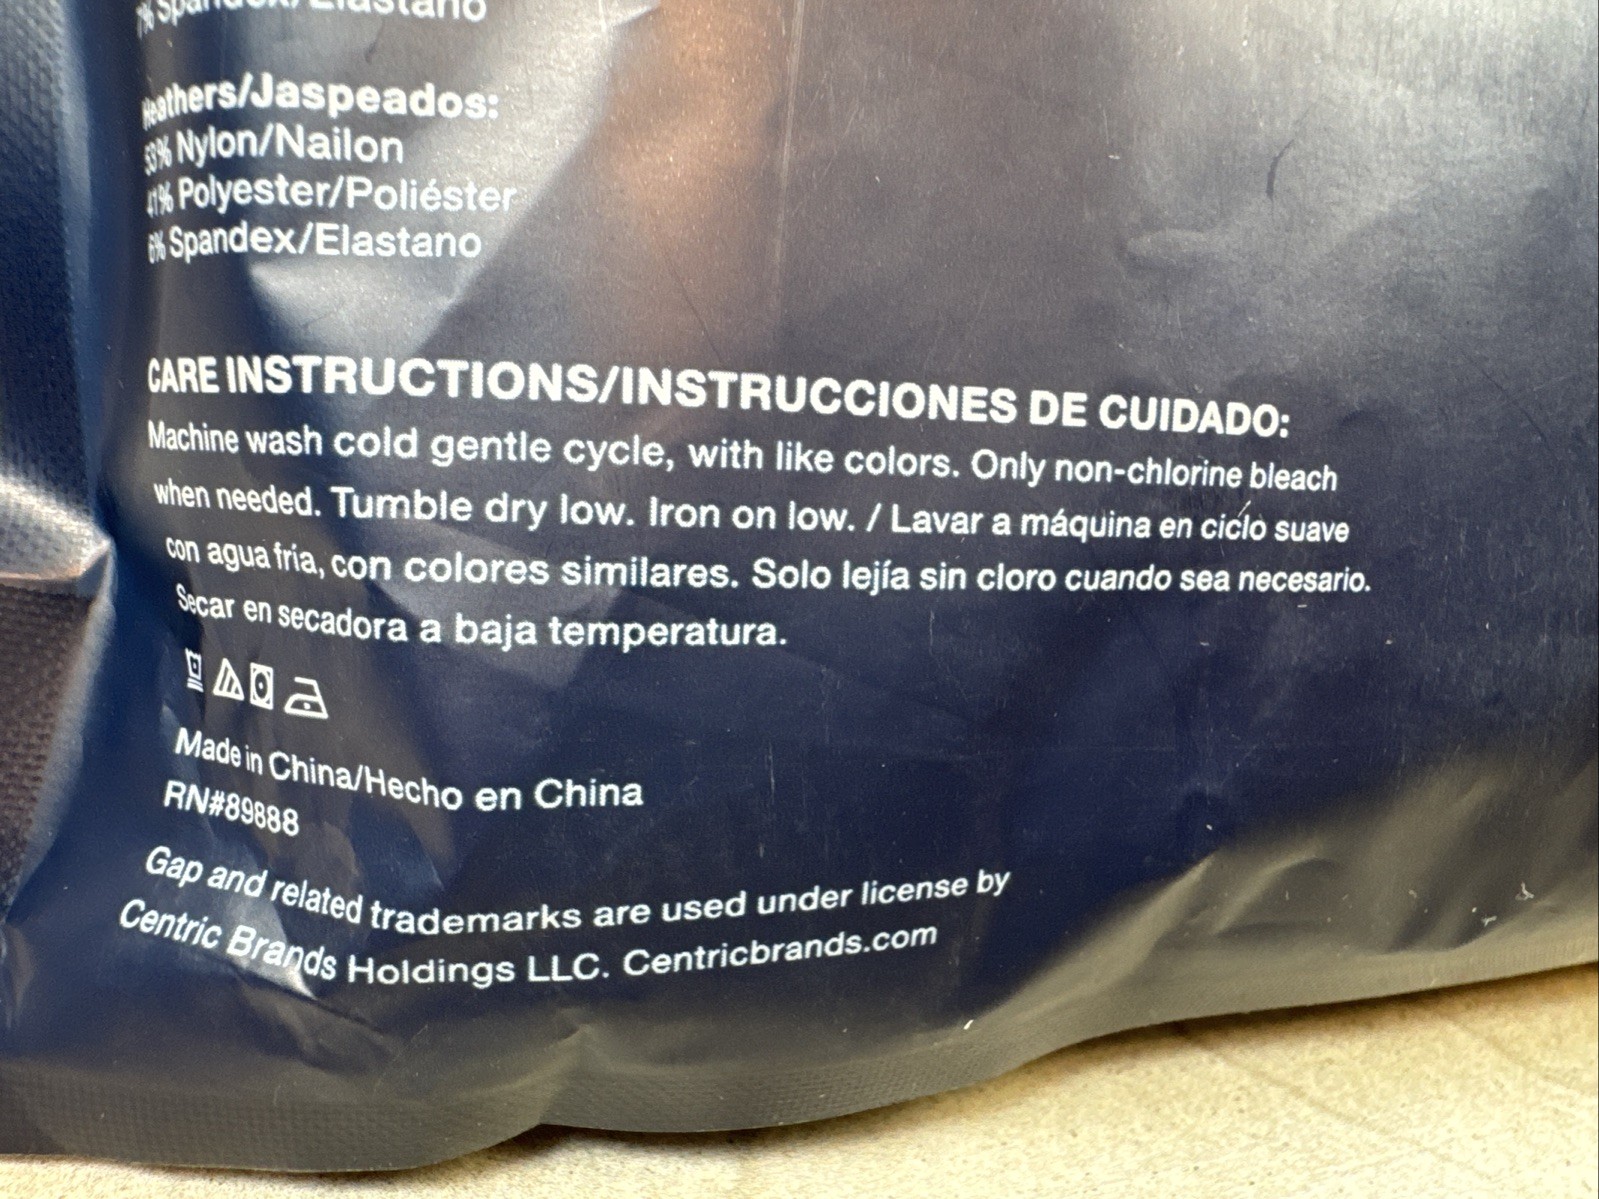 7% Spandex/Elastano
Heathers/Jaspeados:
53% Nylon/Nailon
41% Polyester/Poliéster
6% Spandex/Elastano
CARE INSTRUCTIONS/INSTRUCCIONES DE CUIDADO:
Machine wash cold gentle cycle, with like colors. Only non-chlorine bleach
when needed. Tumble dry low. Iron on low. / Lavar a máquina en ciclo suave
con agua fría, con colores similares. Solo lejía sin cloro cuando sea necesario.
Secar en secadora a baja temperatura.
Made in China/Hecho en China
RN#89888
Gap and related trademarks are used under license by
Centric Brands Holdings LLC. Centricbrands.com